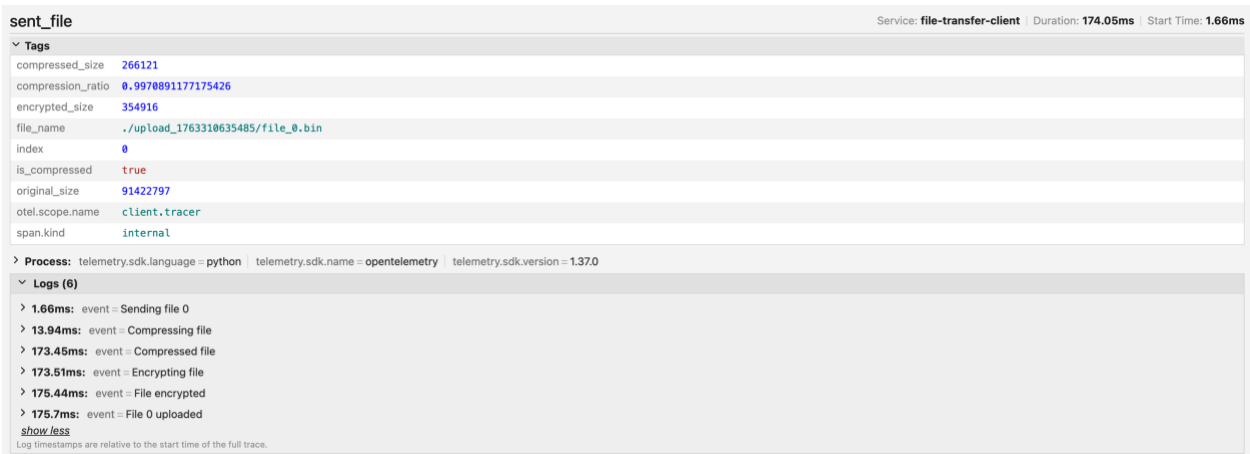 sent_file
Service: file-transfer-client | Duration: 174.05ms | Start Time: 1.66ms
Tags
compressed_size 266121
compression_ratio 0.9970891177175426
encrypted_size 354916
file_name ./upload_1763310635485/file_0.bin
index 0
is_compressed true
original_size 91422797
otel.scope.name client.tracer
span.kind internal
Process: telemetry.sdk.language = python | telemetry.sdk.name = opentelemetry | telemetry.sdk.version = 1.37.0
Logs (6)
1.66ms: event = Sending file 0
13.94ms: event = Compressing file
173.45ms: event = Compressed file
173.51ms: event = Encrypting file
175.44ms: event = File encrypted
175.7ms: event = File 0 uploaded
show less
Log timestamps are relative to the start time of the full trace.